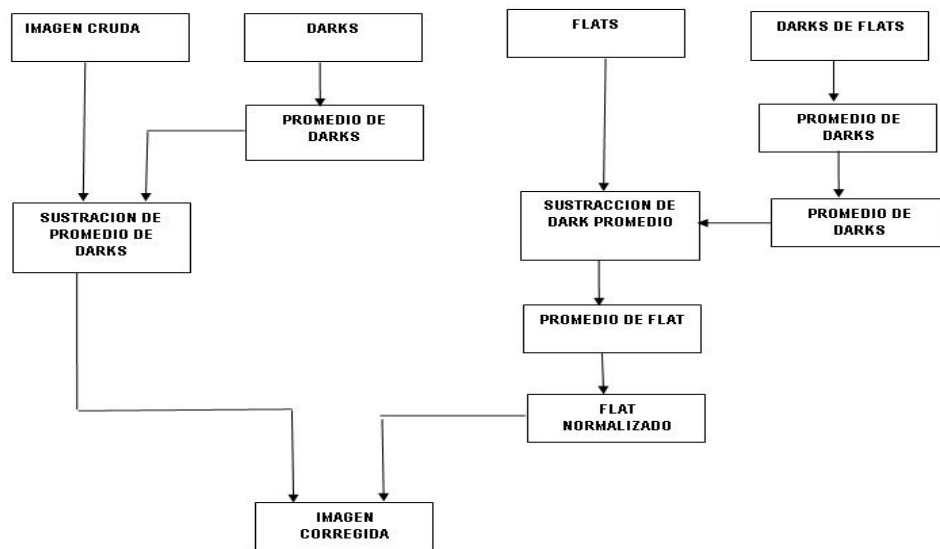 IMAGEN CRUDA
DARKS
FLATS
DARKS DE FLATS
PROMEDIO DE
DARKS
PROMEDIO DE
DARKS
SUSTRACION DE
PROMEDIO DE
DARKS
SUSTRACCION DE
DARK PROMEDIO
PROMEDIO DE
DARKS
PROMEDIO DE FLAT
FLAT
NORMALIZADO
IMAGEN
CORREGIDA